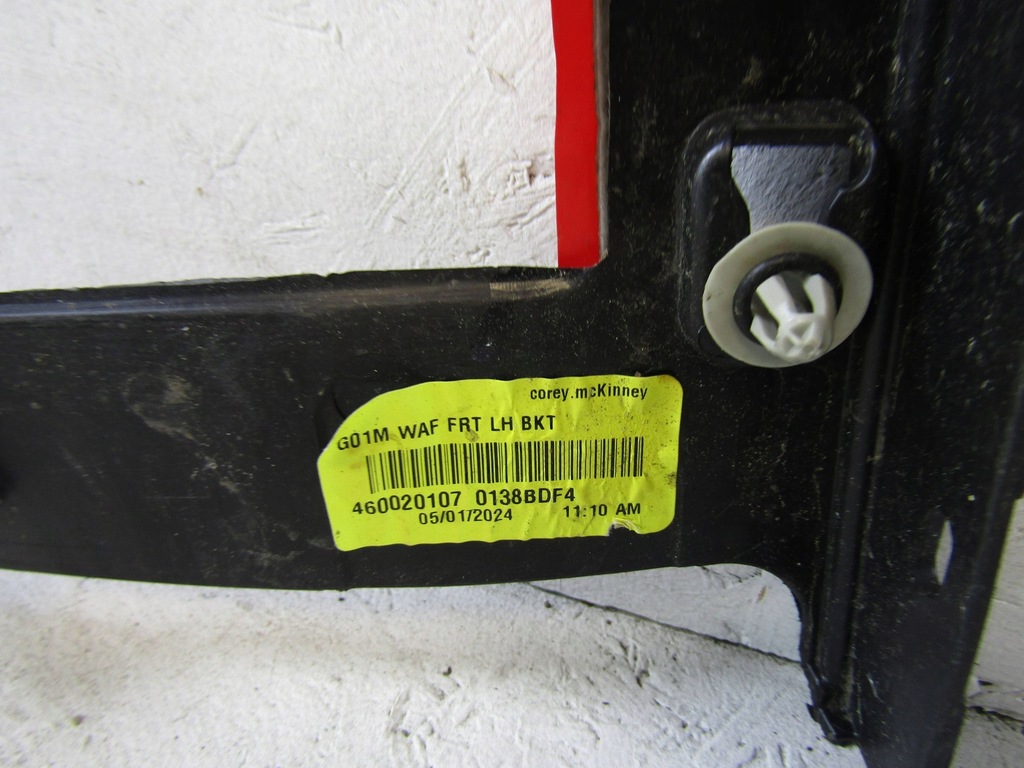 corey.mcKinney
G01M WAF FRT LH BKT
460020107 0138BDF4
05/01/2024 11:10 AM